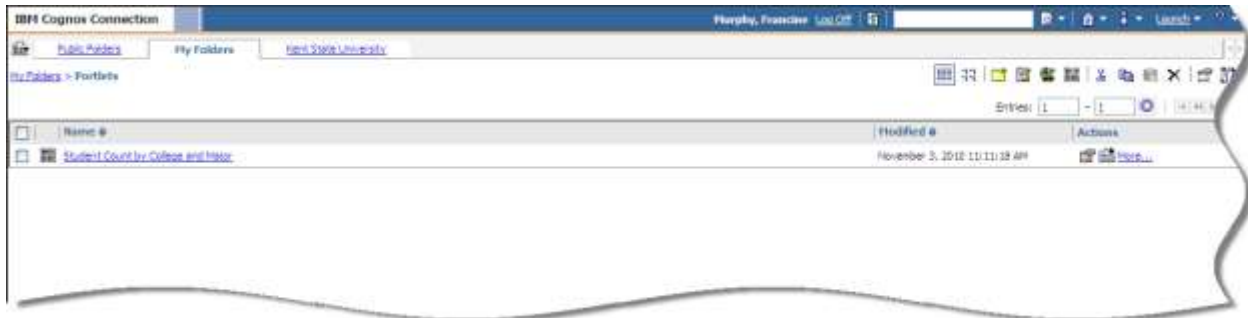 IBM Cognos Connection Murphy, Francine Log Off Launch
Public Folders My Folders Kent State University
My Folders > Portlets
Entries: 1 - 1
Name Modified Actions
Student Count by College and Major November 3, 2010 11:11:18 AM More...